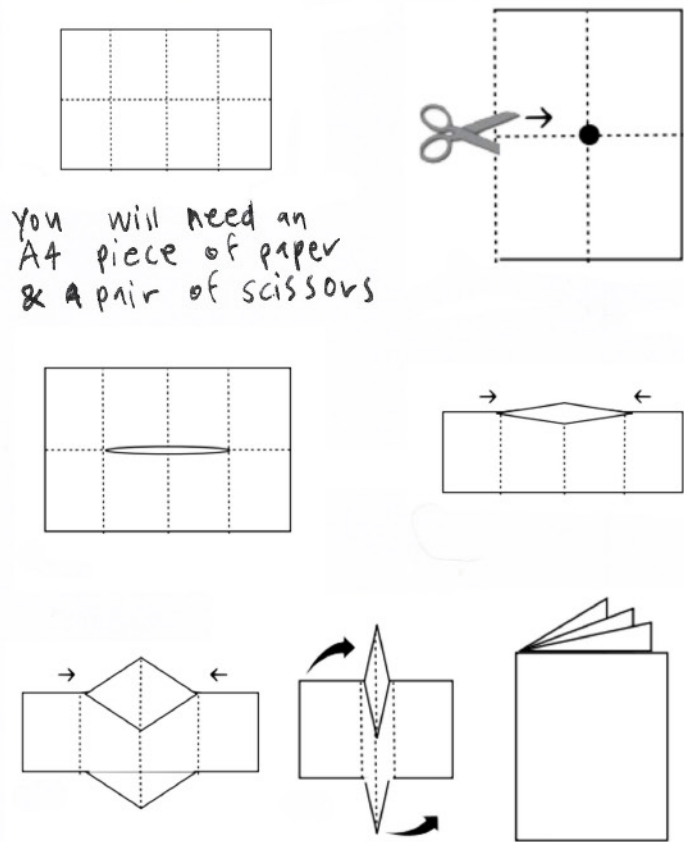 You will need an
A4 piece of paper
& a pair of scissors